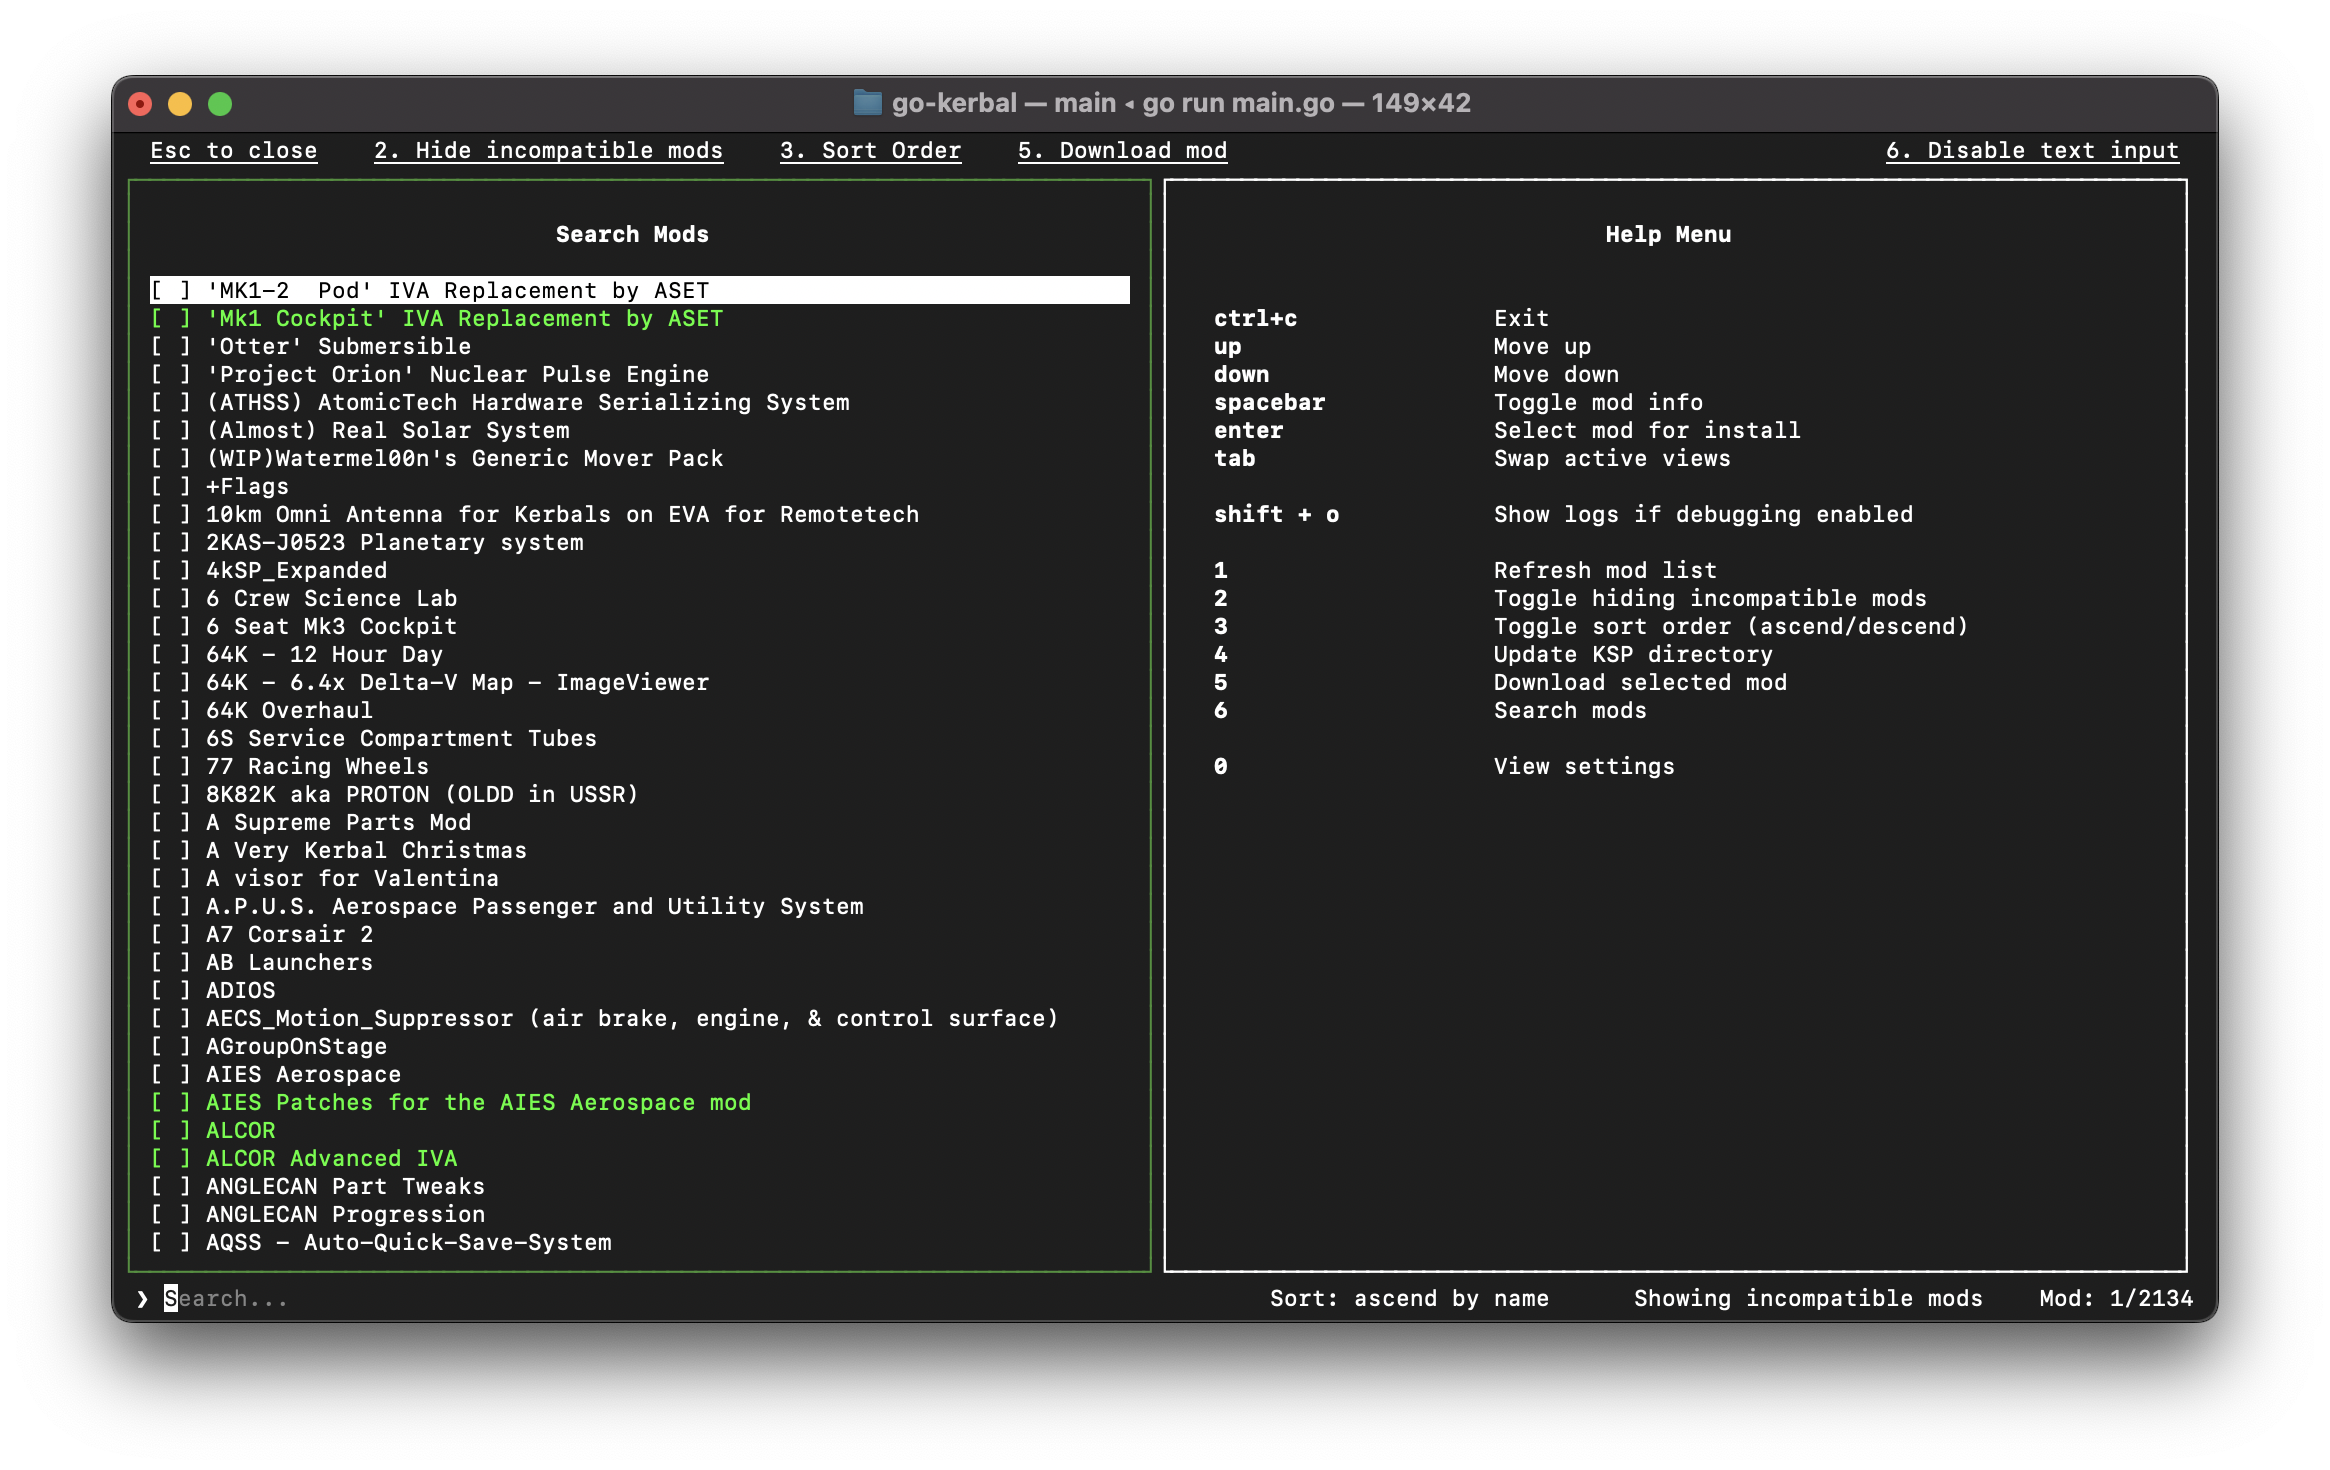 go-kerbal — main ◂ go run main.go — 149×42
Esc to close    2. Hide incompatible mods    3. Sort Order    5. Download mod    6. Disable text input
Search Mods
[ ] 'MK1-2  Pod' IVA Replacement by ASET
[ ] 'Mk1 Cockpit' IVA Replacement by ASET
[ ] 'Otter' Submersible
[ ] 'Project Orion' Nuclear Pulse Engine
[ ] (ATHSS) AtomicTech Hardware Serializing System
[ ] (Almost) Real Solar System
[ ] (WIP)Watermel00n's Generic Mover Pack
[ ] +Flags
[ ] 10km Omni Antenna for Kerbals on EVA for Remotetech
[ ] 2KAS-J0523 Planetary system
[ ] 4kSP_Expanded
[ ] 6 Crew Science Lab
[ ] 6 Seat Mk3 Cockpit
[ ] 64K - 12 Hour Day
[ ] 64K - 6.4x Delta-V Map - ImageViewer
[ ] 64K Overhaul
[ ] 6S Service Compartment Tubes
[ ] 77 Racing Wheels
[ ] 8K82K aka PROTON (OLDD in USSR)
[ ] A Supreme Parts Mod
[ ] A Very Kerbal Christmas
[ ] A visor for Valentina
[ ] A.P.U.S. Aerospace Passenger and Utility System
[ ] A7 Corsair 2
[ ] AB Launchers
[ ] ADIOS
[ ] AECS_Motion_Suppressor (air brake, engine, & control surface)
[ ] AGroupOnStage
[ ] AIES Aerospace
[ ] AIES Patches for the AIES Aerospace mod
[ ] ALCOR
[ ] ALCOR Advanced IVA
[ ] ANGLECAN Part Tweaks
[ ] ANGLECAN Progression
[ ] AQSS - Auto-Quick-Save-System
Help Menu
ctrl+c    Exit
up    Move up
down    Move down
spacebar    Toggle mod info
enter    Select mod for install
tab    Swap active views
shift + o    Show logs if debugging enabled
1    Refresh mod list
2    Toggle hiding incompatible mods
3    Toggle sort order (ascend/descend)
4    Update KSP directory
5    Download selected mod
6    Search mods
0    View settings
❯ Search...    Sort: ascend by name    Showing incompatible mods    Mod: 1/2134